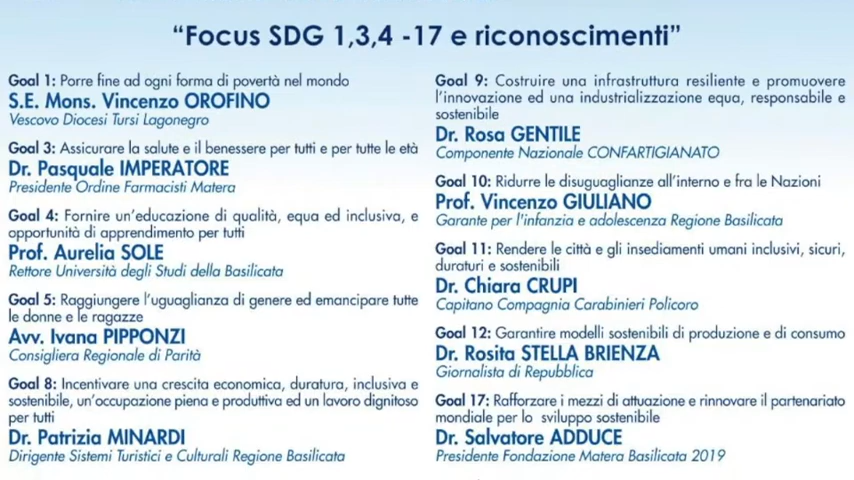 “Focus SDG 1,3,4 -17 e riconoscimenti”
Goal 1: Porre fine ad ogni forma di povertà nel mondo
S.E. Mons. Vincenzo OROFINO
Vescovo Diocesi Tursi Lagonegro
Goal 3: Assicurare la salute e il benessere per tutti e per tutte le età
Dr. Pasquale IMPERATORE
Presidente Ordine Farmacisti Matera
Goal 4: Fornire un’educazione di qualità, equa ed inclusiva, e
opportunità di apprendimento per tutti
Prof. Aurelia SOLE
Rettore Università degli Studi della Basilicata
Goal 5: Raggiungere l’uguaglianza di genere ed emancipare tutte
le donne e le ragazze
Avv. Ivana PIPPONZI
Consigliera Regionale di Parità
Goal 8: Incentivare una crescita economica, duratura, inclusiva e
sostenibile, un’occupazione piena e produttiva ed un lavoro dignitoso
per tutti
Dr. Patrizia MINARDI
Dirigente Sistemi Turistici e Culturali Regione Basilicata
Goal 9: Costruire una infrastruttura resiliente e promuovere
l’innovazione ed una industrializzazione equa, responsabile e
sostenibile
Dr. Rosa GENTILE
Componente Nazionale CONFARTIGIANATO
Goal 10: Ridurre le disuguaglianze all’interno e fra le Nazioni
Prof. Vincenzo GIULIANO
Garante per l'infanzia e adolescenza Regione Basilicata
Goal 11: Rendere le città e gli insediamenti umani inclusivi, sicuri,
duraturi e sostenibili
Dr. Chiara CRUPI
Capitano Compagnia Carabinieri Policoro
Goal 12: Garantire modelli sostenibili di produzione e di consumo
Dr. Rosita STELLA BRIENZA
Giornalista di Repubblica
Goal 17: Rafforzare i mezzi di attuazione e rinnovare il partenariato
mondiale per lo sviluppo sostenibile
Dr. Salvatore ADDUCE
Presidente Fondazione Matera Basilicata 2019